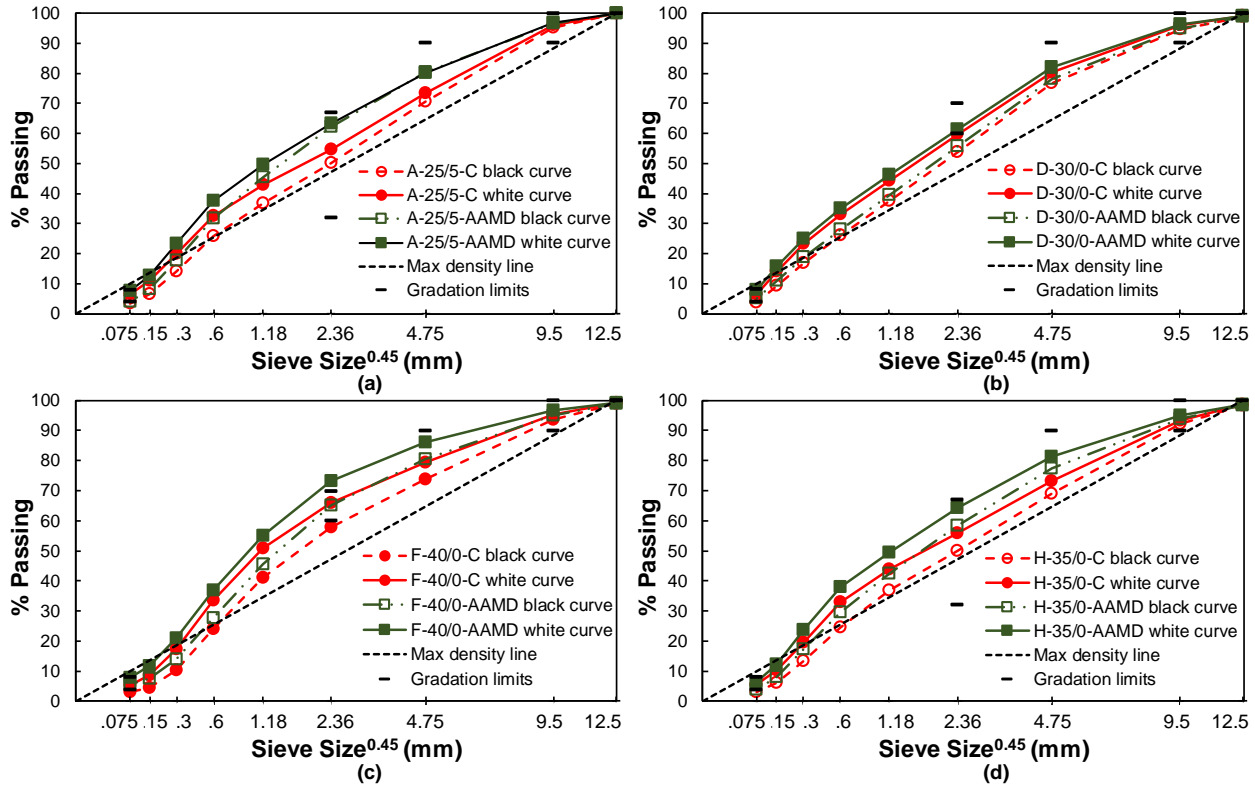 100
90
80
70
60
50
40
30
20
10
0
% Passing
A-25/5-C black curve
A-25/5-C white curve
A-25/5-AAMD black curve
A-25/5-AAMD white curve
Max density line
Gradation limits
.075 .15 .3 .6 1.18 2.36 4.75 9.5 12.5
Sieve Size^0.45 (mm)
(a)
100
90
80
70
60
50
40
30
20
10
0
% Passing
D-30/0-C black curve
D-30/0-C white curve
D-30/0-AAMD black curve
D-30/0-AAMD white curve
Max density line
Gradation limits
.075 .15 .3 .6 1.18 2.36 4.75 9.5 12.5
Sieve Size^0.45 (mm)
(b)
100
90
80
70
60
50
40
30
20
10
0
% Passing
F-40/0-C black curve
F-40/0-C white curve
F-40/0-AAMD black curve
F-40/0-AAMD white curve
Max density line
Gradation limits
.075 .15 .3 .6 1.18 2.36 4.75 9.5 12.5
Sieve Size^0.45 (mm)
(c)
100
90
80
70
60
50
40
30
20
10
0
% Passing
H-35/0-C black curve
H-35/0-C white curve
H-35/0-AAMD black curve
H-35/0-AAMD white curve
Max density line
Gradation limits
.075 .15 .3 .6 1.18 2.36 4.75 9.5 12.5
Sieve Size^0.45 (mm)
(d)